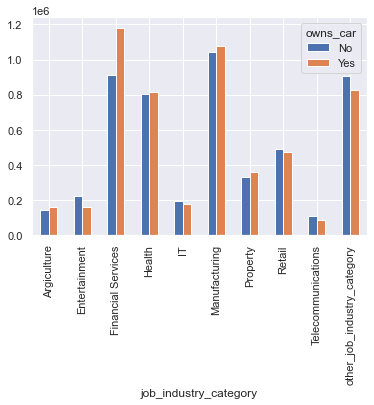 1e6
1.2
1.0
0.8
0.6
0.4
0.2
0.0
owns_car
No
Yes
Argiculture
Entertainment
Financial Services
Health
IT
Manufacturing
Property
Retail
Telecommunications
other_job_industry_category
job_industry_category